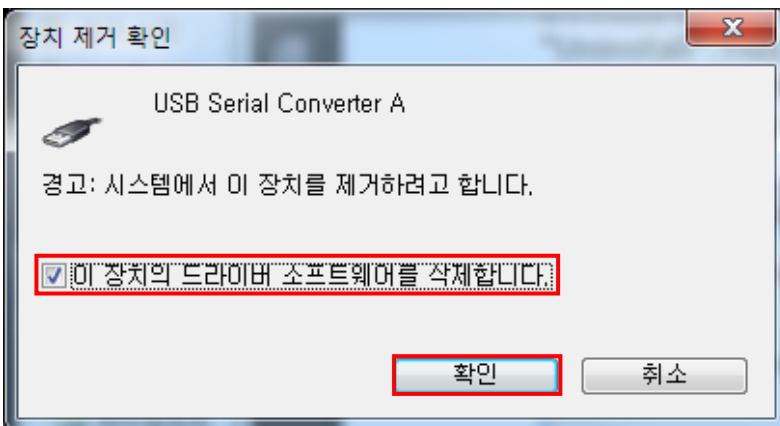 장치 제거 확인
USB Serial Converter A
경고: 시스템에서 이 장치를 제거하려고 합니다.
이 장치의 드라이버 소프트웨어를 삭제합니다.
확인 취소